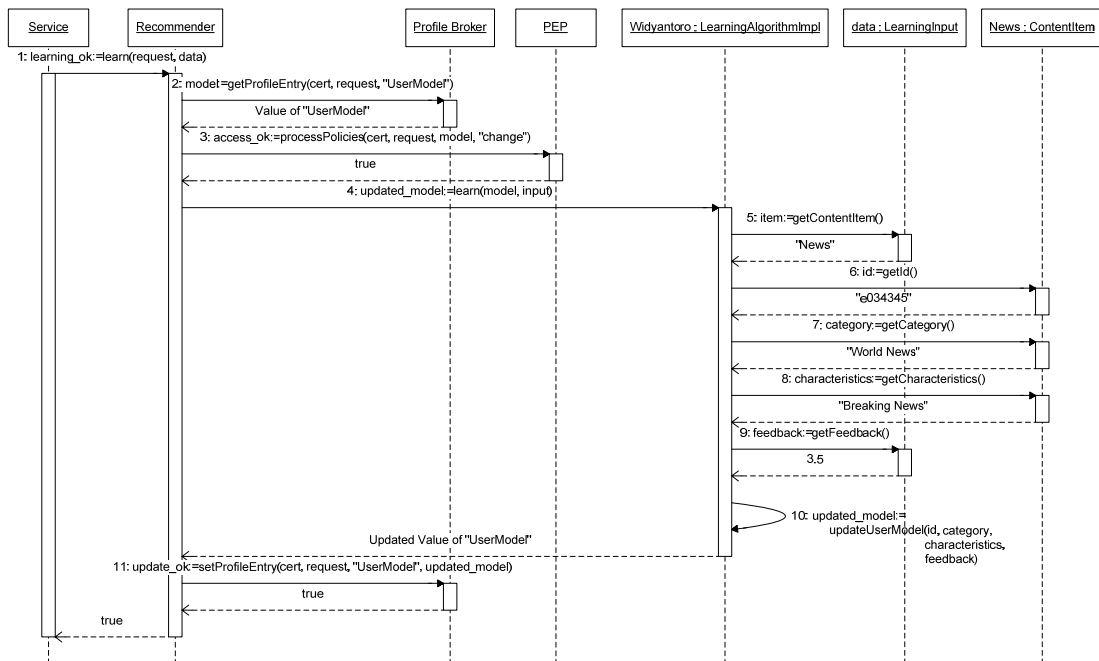 Service
Recommender
Profile Broker
PEP
Widyantoro : LearningAlgorithmImpl
data : LearningInput
News : ContentItem
1: learning_ok:=learn(request, data)
2: model:=getProfileEntry(cert, request, "UserModel")
Value of "UserModel"
3: access_ok:=processPolicies(cert, request, model, "change")
true
4: updated_model:=learn(model, input)
5: item:=getContentItem()
"News"
6: id:=getId()
"e034345"
7: category:=getCategory()
"World News"
8: characteristics:=getCharacteristics()
"Breaking News"
9: feedback:=getFeedback()
3.5
10: updated_model:=
updateUserModel(id, category,
characteristics,
feedback)
Updated Value of "UserModel"
11: update_ok:=setProfileEntry(cert, request, "UserModel", updated_model)
true
true